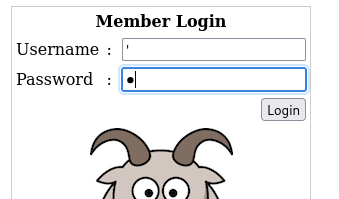 Member Login
Username : '
Password : ●
Login